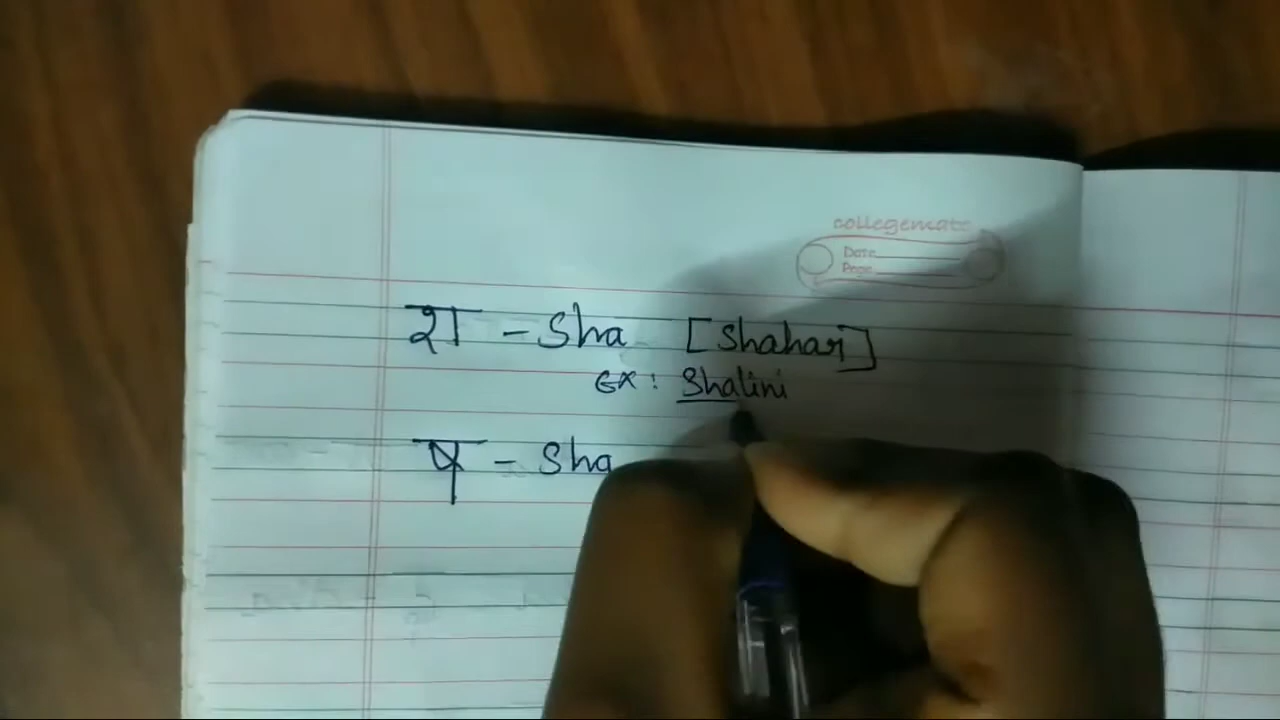 collegemate
Date
Page
श - Sha [Shahar]
Ex : Shalini
ष - Sha